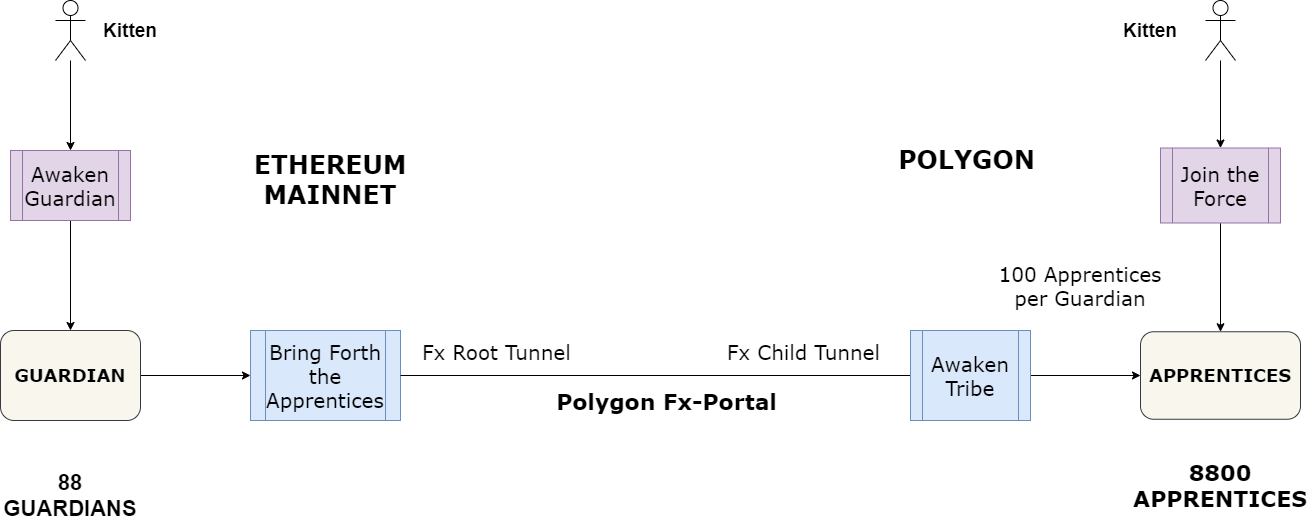 Kitten
Kitten
ETHEREUM
MAINNET
POLYGON
Awaken
Guardian
Join the
Force
100 Apprentices
per Guardian
GUARDIAN
Bring Forth
the
Apprentices
Fx Root Tunnel
Fx Child Tunnel
Polygon Fx-Portal
Awaken
Tribe
APPRENTICES
88
GUARDIANS
8800
APPRENTICES